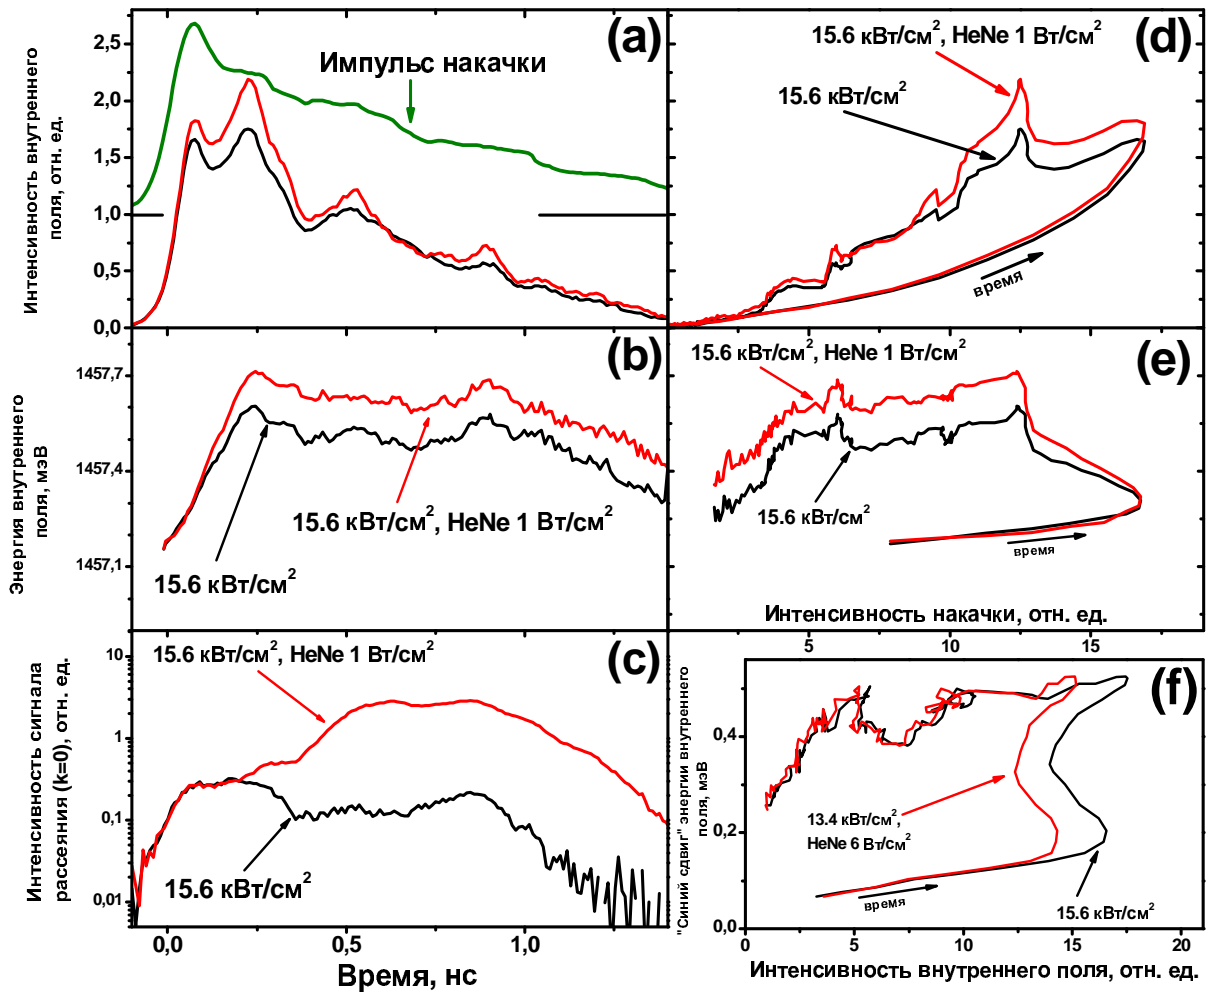 (a)
Импульс накачки
2,5
2,0
1,5
1,0
0,5
0,0
Интенсивность внутреннего
поля, отн. ед.
(d)
15.6 кВт/см², HeNe 1 Вт/см²
15.6 кВт/см²
время
(b)
1457,7
1457,4
1457,1
Энергия внутреннего
поля, мэВ
15.6 кВт/см², HeNe 1 Вт/см²
15.6 кВт/см²
(e)
15.6 кВт/см², HeNe 1 Вт/см²
15.6 кВт/см²
время
Интенсивность накачки, отн. ед.
5
10
15
(c)
15.6 кВт/см², HeNe 1 Вт/см²
10
1
0,1
0,01
Интенсивность сигнала
рассеяния (k=0), отн. ед.
15.6 кВт/см²
0,0
0,5
1,0
Время, нс
(f)
"Синий сдвиг" энергии внутреннего
поля, мэВ
0,4
0,2
0,0
13.4 кВт/см²,
HeNe 6 Вт/см²
время
15.6 кВт/см²
0
5
10
15
20
Интенсивность внутреннего поля, отн. ед.